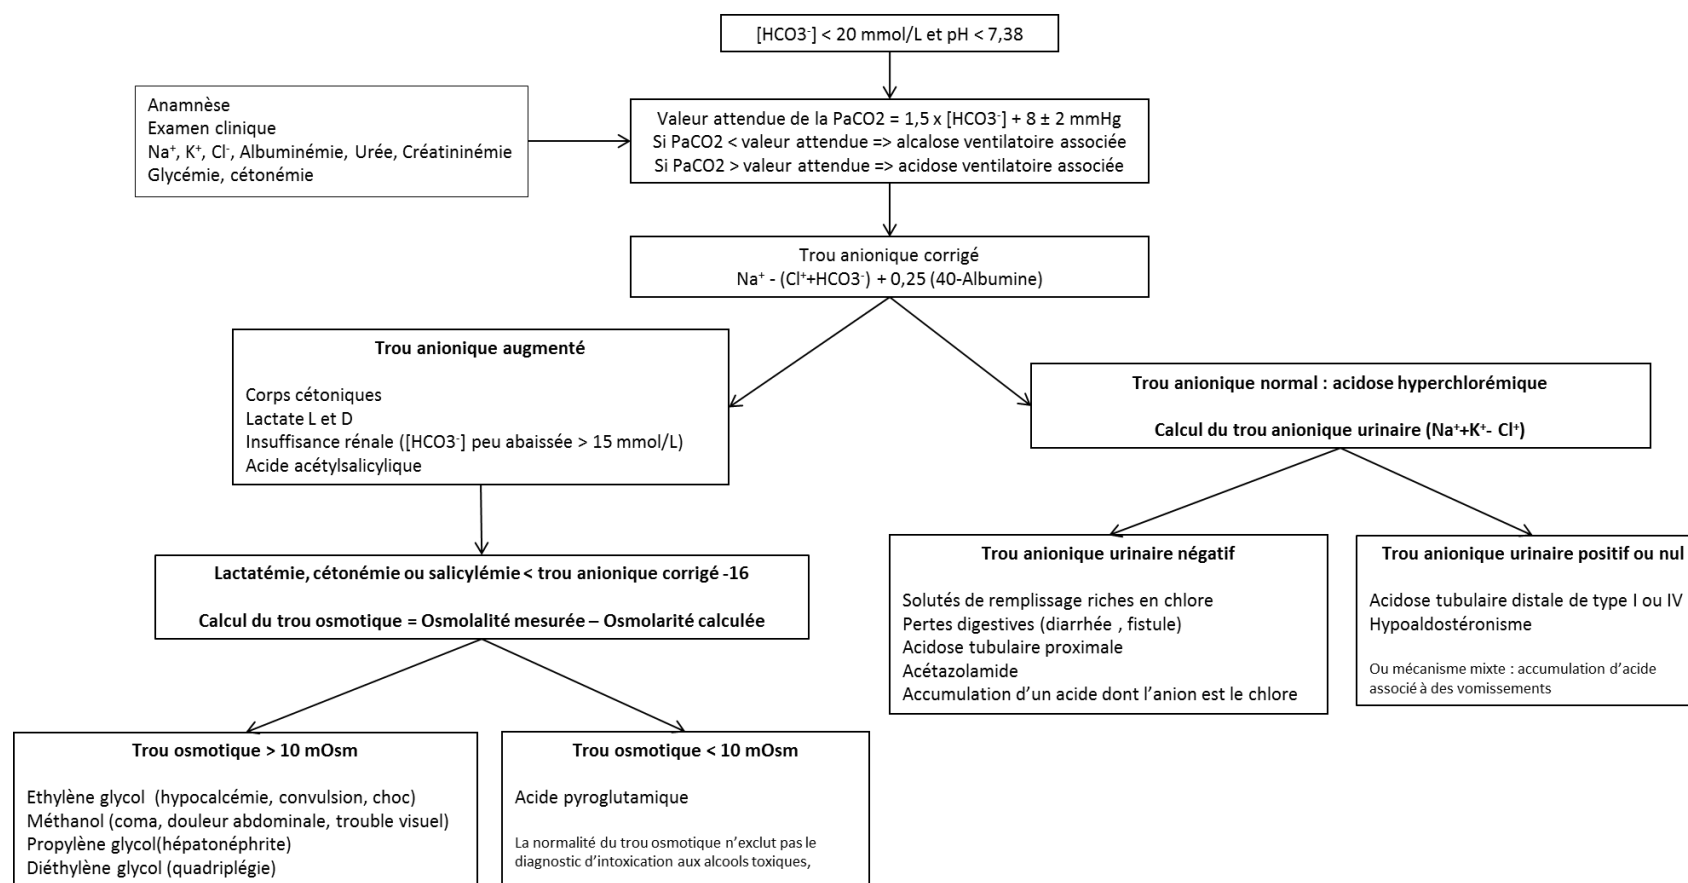 [HCO3-] < 20 mmol/L et pH < 7,38
Anamnèse
Examen clinique
Na+, K+, Cl-, Albuminémie, Urée, Créatininémie
Glycémie, cétonémie
Valeur attendue de la PaCO2 = 1,5 x [HCO3-] + 8 ± 2 mmHg
Si PaCO2 < valeur attendue => alcalose ventilatoire associée
Si PaCO2 > valeur attendue => acidose ventilatoire associée
Trou anionique corrigé
Na+ - (Cl++HCO3-) + 0,25 (40-Albumine)
Trou anionique augmenté
Corps cétoniques
Lactate L et D
Insuffisance rénale ([HCO3-] peu abaissée > 15 mmol/L)
Acide acétylsalicylique
Trou anionique normal : acidose hyperchlorémique
Calcul du trou anionique urinaire (Na++K+- Cl+)
Lactatémie, cétonémie ou salicylémie < trou anionique corrigé -16
Calcul du trou osmotique = Osmolalité mesurée – Osmolarité calculée
Trou anionique urinaire négatif
Solutés de remplissage riches en chlore
Pertes digestives (diarrhée , fistule)
Acidose tubulaire proximale
Acétazolamide
Accumulation d'un acide dont l'anion est le chlore
Trou anionique urinaire positif ou nul
Acidose tubulaire distale de type I ou IV
Hypoaldostéronisme
Ou mécanisme mixte : accumulation d'acide
associé à des vomissements
Trou osmotique > 10 mOsm
Ethylène glycol (hypocalcémie, convulsion, choc)
Méthanol (coma, douleur abdominale, trouble visuel)
Propylène glycol(hépatonéphrite)
Diéthylène glycol (quadriplégie)
Trou osmotique < 10 mOsm
Acide pyroglutamique
La normalité du trou osmotique n'exclut pas le
diagnostic d'intoxication aux alcools toxiques,